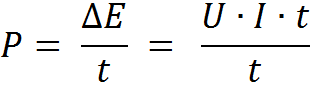 P = ΔE / t = U · I · t / t